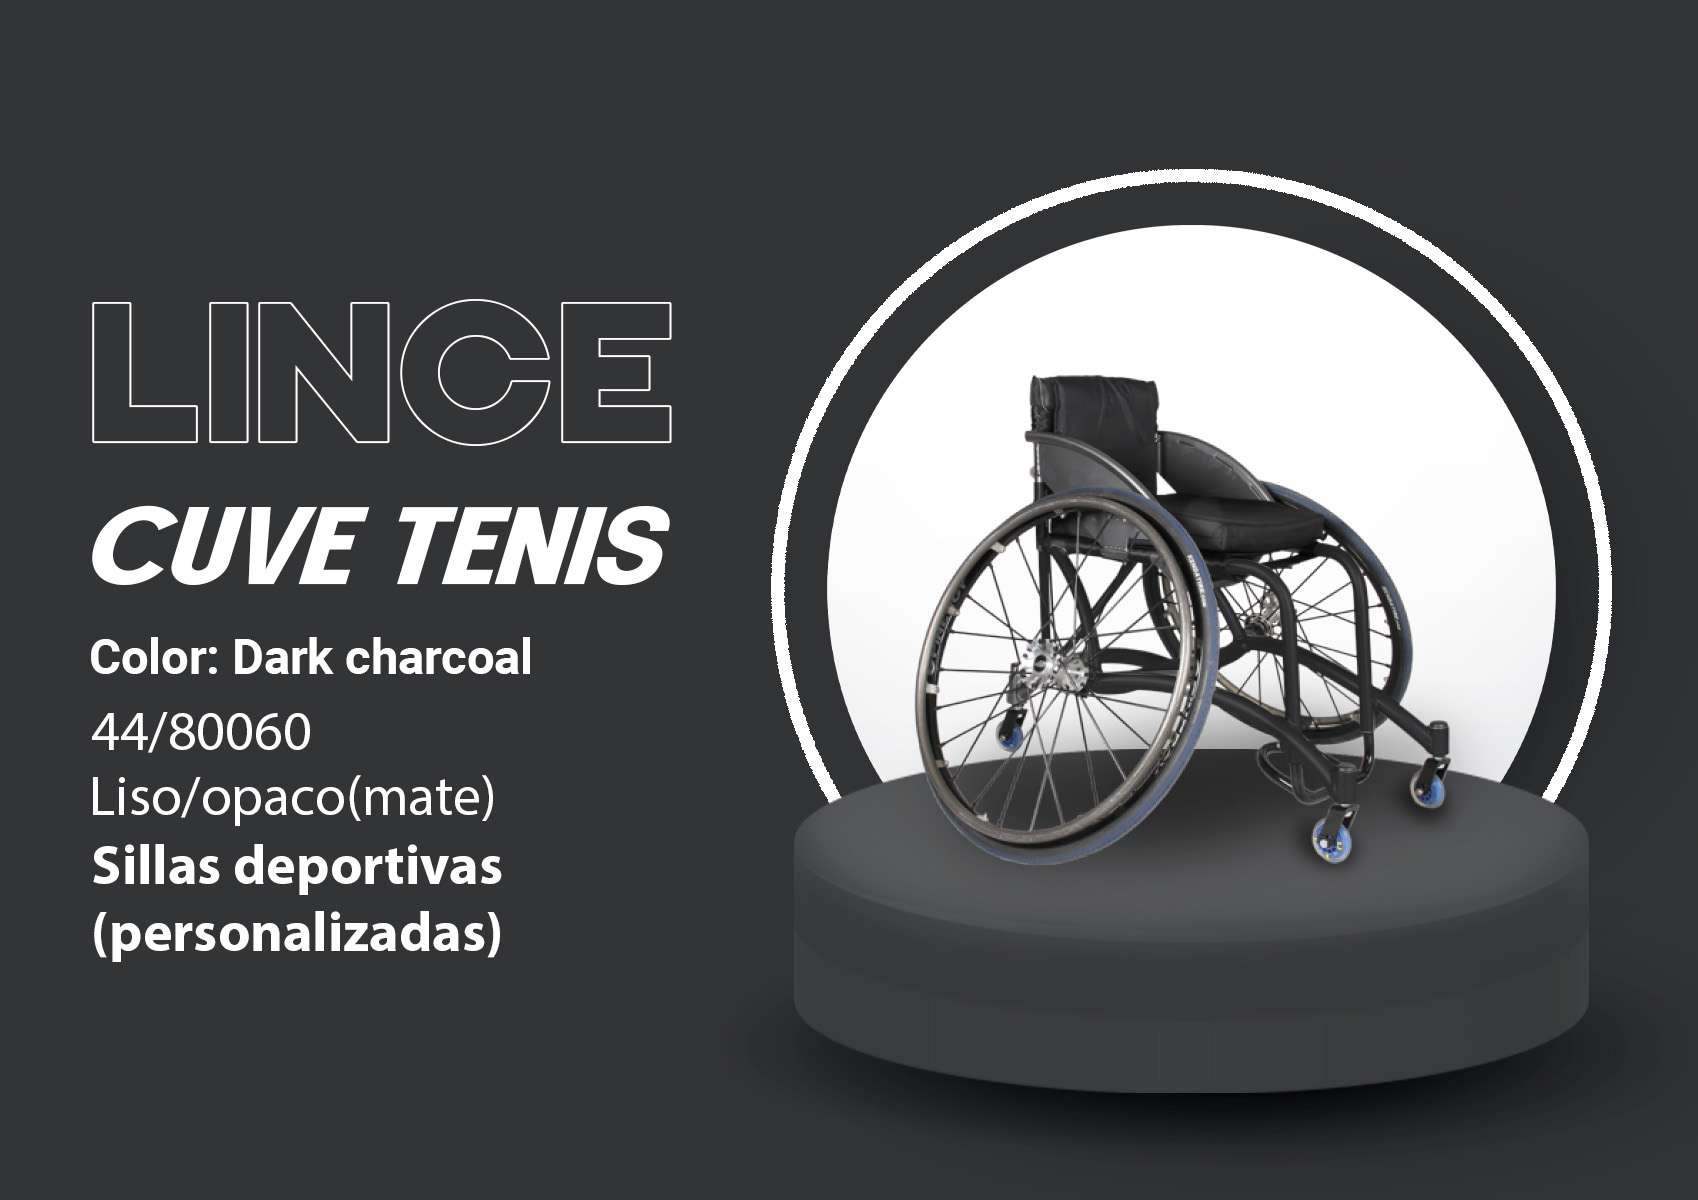 LINCE
CUVE TENIS
Color: Dark charcoal
44/80060
Liso/opaco(mate)
Sillas deportivas
(personalizadas)